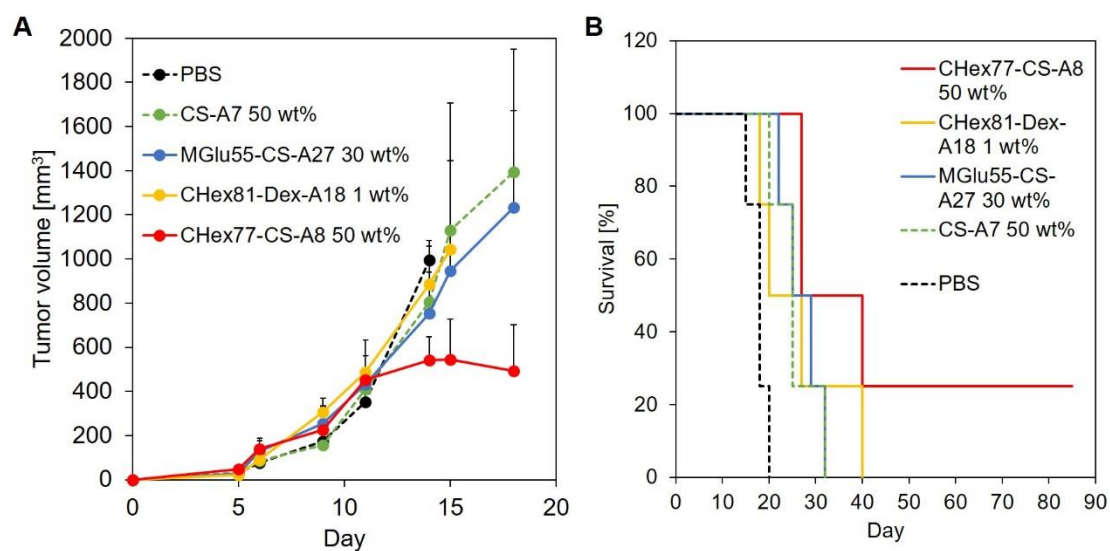 A
2000
1800
1600
1400
1200
1000
800
600
400
200
0
Tumor volume [mm³]
PBS
CS-A7 50 wt%
MGlu55-CS-A27 30 wt%
CHex81-Dex-A18 1 wt%
CHex77-CS-A8 50 wt%
0 5 10 15 20
Day
B
120
100
80
60
40
20
0
Survival [%]
CHex77-CS-A8
50 wt%
CHex81-Dex-
A18 1 wt%
MGlu55-CS-
A27 30 wt%
CS-A7 50 wt%
PBS
0 10 20 30 40 50 60 70 80 90
Day